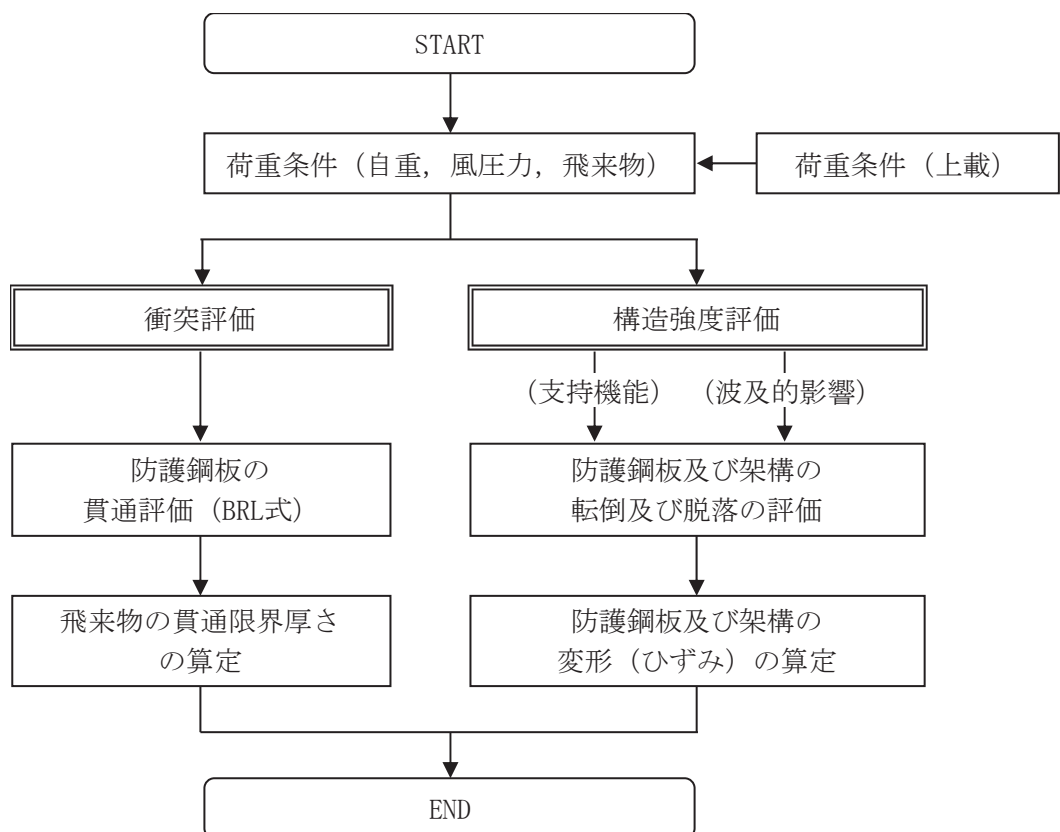 START
荷重条件（自重，風圧力，飛来物）
荷重条件（上載）
衝突評価
構造強度評価
（支持機能）
（波及的影響）
防護鋼板の
貫通評価（BRL式）
防護鋼板及び架構の
転倒及び脱落の評価
飛来物の貫通限界厚さ
の算定
防護鋼板及び架構の
変形（ひずみ）の算定
END